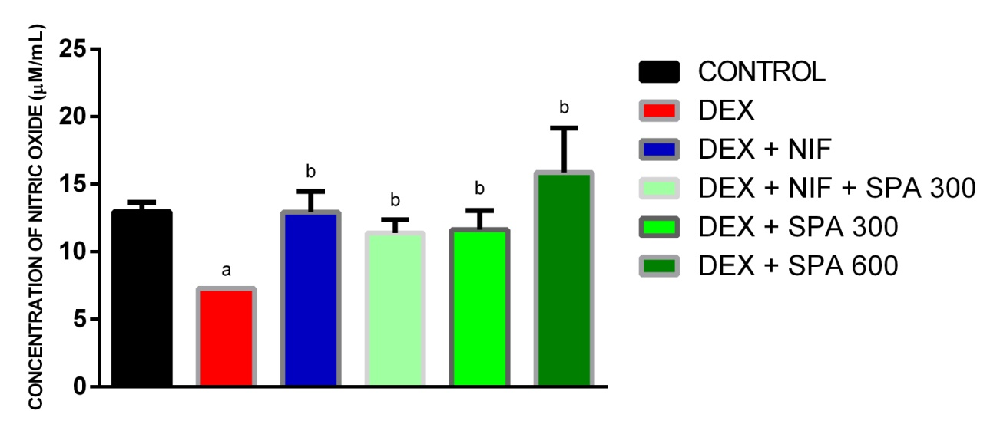 CONCENTRATION OF NITRIC OXIDE (µM/mL)
25
20
15
10
5
0
a
b
b
b
b
CONTROL
DEX
DEX + NIF
DEX + NIF + SPA 300
DEX + SPA 300
DEX + SPA 600